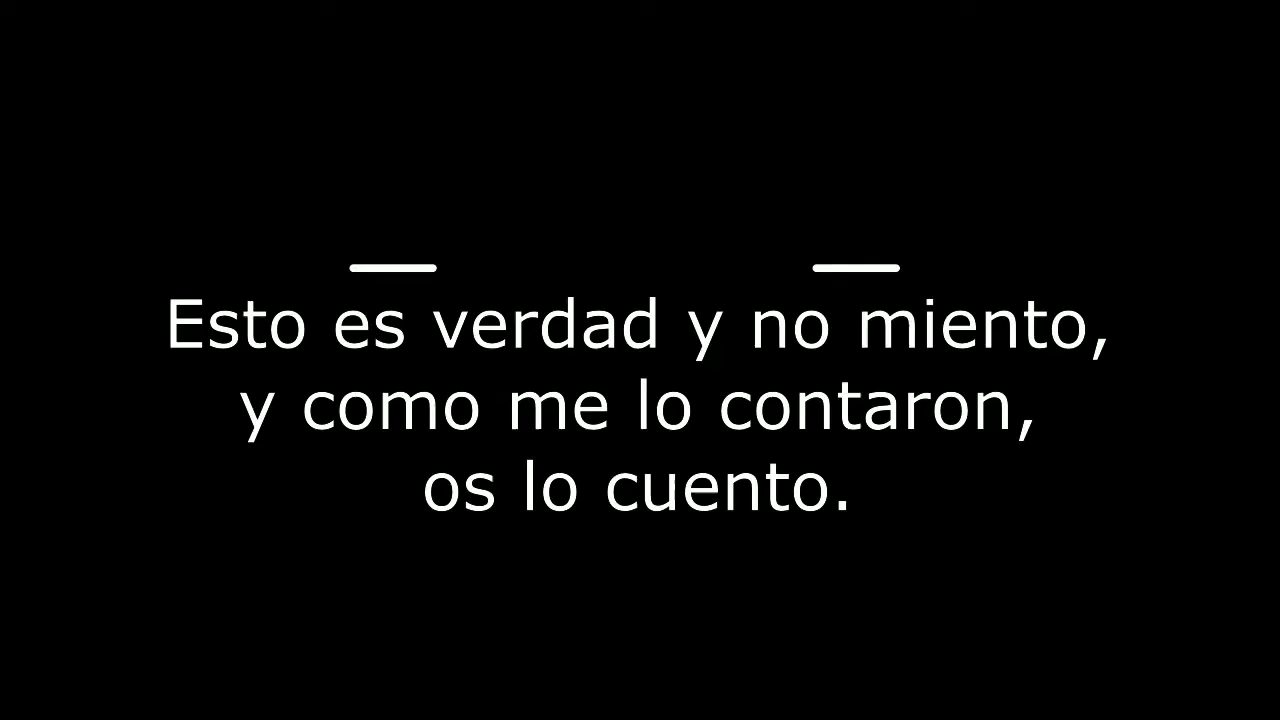 Esto es verdad y no miento,
y como me lo contaron,
os lo cuento.